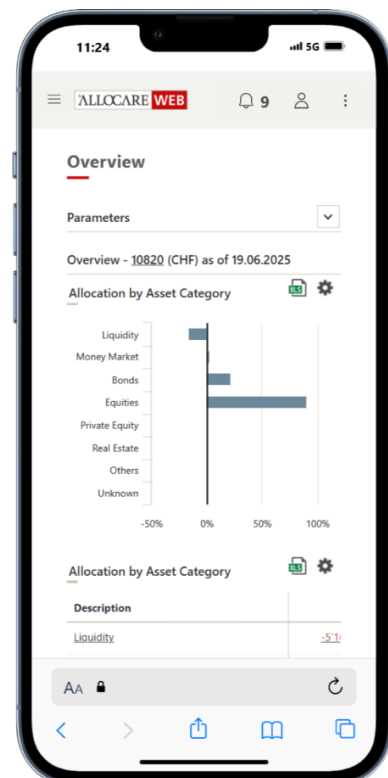 11:24
5G
ALLOCARE WEB
9
Overview
Parameters
Overview - 10820 (CHF) as of 19.06.2025
Allocation by Asset Category
XLS
Liquidity
Money Market
Bonds
Equities
Private Equity
Real Estate
Others
Unknown
-50% 0% 50% 100%
Allocation by Asset Category
XLS
Description
Liquidity
AA